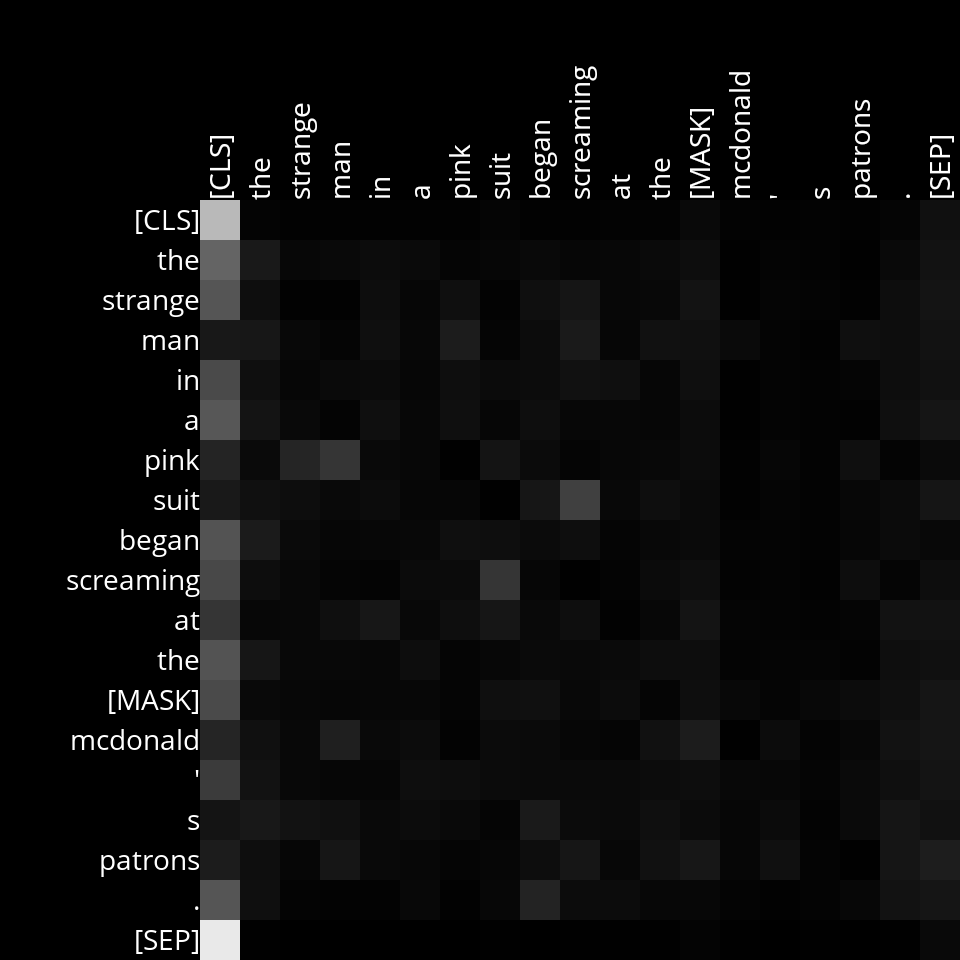 [CLS] the strange man in a pink suit began screaming at the [MASK] mcdonald ' s patrons . [SEP]
[CLS]
the
strange
man
in
a
pink
suit
began
screaming
at
the
[MASK]
mcdonald
'
s
patrons
.
[SEP]